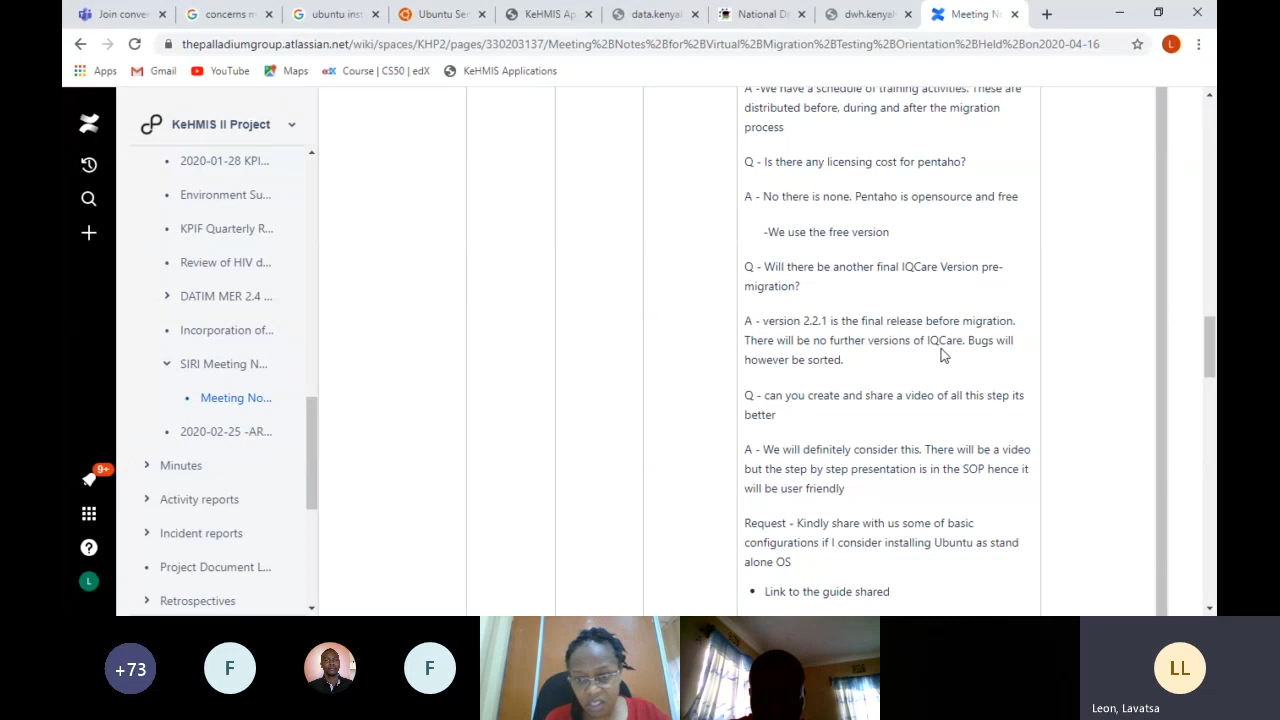 Join conver
concerns m
ubuntu inst
Ubuntu Ser
KeHMIS Ap
data.kenyal
National Da
dwh.kenyah
Meeting No
thepalladiumgroup.atlassian.net/wiki/spaces/KHP2/pages/330203137/Meeting%2BNotes%2Bfor%2BVirtual%2BMigration%2BTesting%2BOrientation%2BHeld%2Bon2020-04-16
L
Apps
Gmail
YouTube
Maps
Course | CS50 | edX
KeHMIS Applications
KeHMIS II Project
2020-01-28 KPI...
Environment Su...
KPIF Quarterly R...
Review of HIV d...
DATIM MER 2.4 ...
Incorporation of...
SIRI Meeting N...
Meeting No...
2020-02-25 -AR...
Minutes
Activity reports
Incident reports
Project Document L...
Retrospectives
9+
L
A -We have a schedule of training activities. These are
distributed before, during and after the migration
process
Q - Is there any licensing cost for pentaho?
A - No there is none. Pentaho is opensource and free
-We use the free version
Q - Will there be another final IQCare Version pre-
migration?
A - version 2.2.1 is the final release before migration.
There will be no further versions of IQCare. Bugs will
however be sorted.
Q - can you create and share a video of all this step its
better
A - We will definitely consider this. There will be a video
but the step by step presentation is in the SOP hence it
will be user friendly
Request - Kindly share with us some of basic
configurations if I consider installing Ubuntu as stand
alone OS
Link to the guide shared
+73
F
F
LL
Leon, Lavatsa